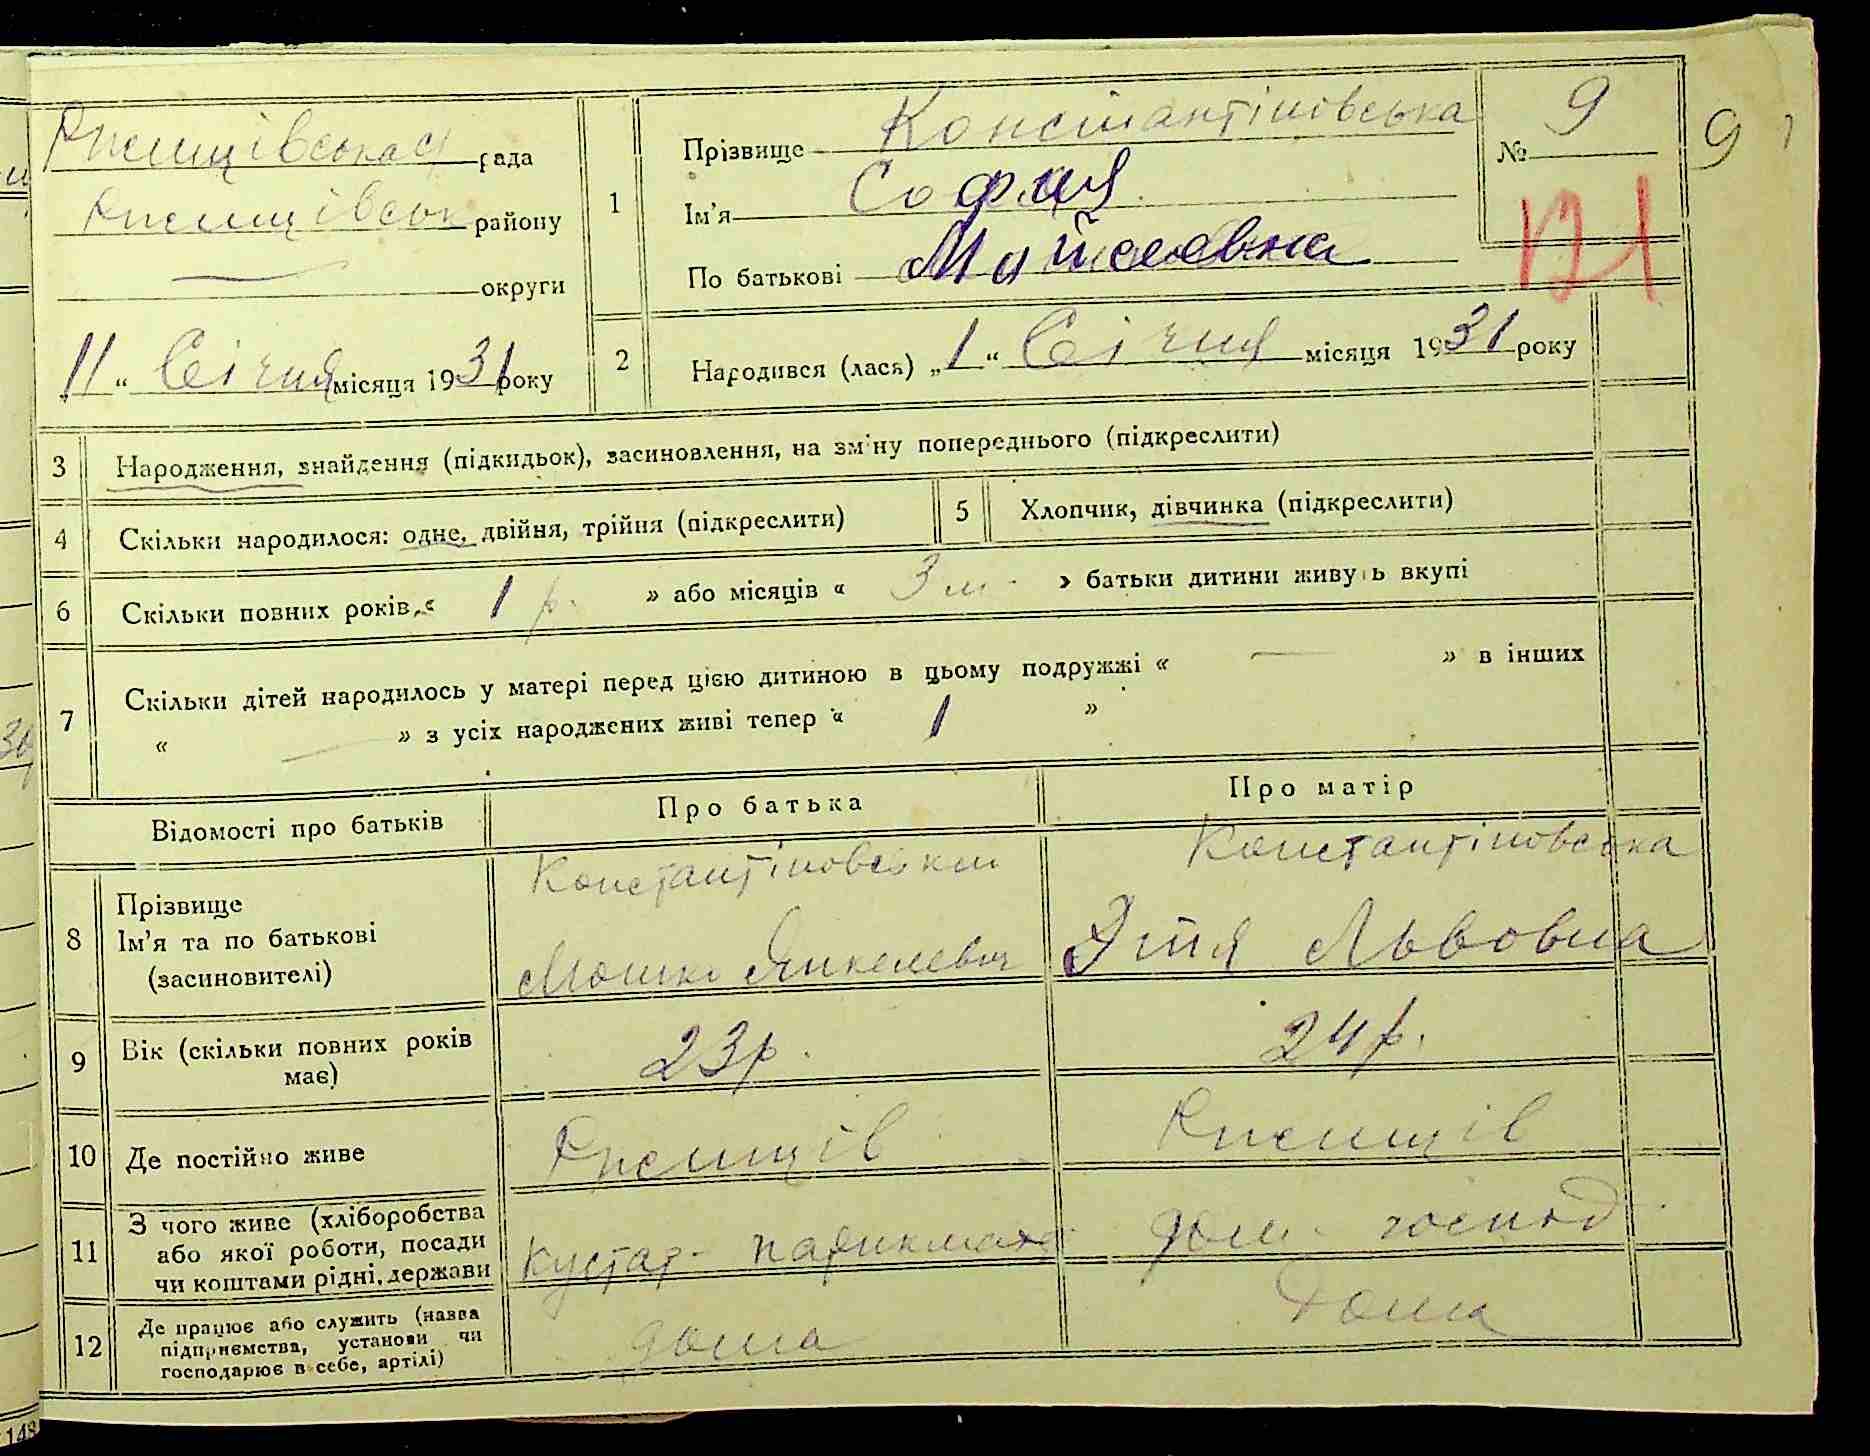 Ржищівська с/ рада
Ржищівськ району
округи
11 “ Січня місяця 1931 року
1
Прізвище Константіновська
Ім’я София
По батькові Мойсеевна
№ 9
121
9
2
Народився (лася) „1“ Січня місяця 1931 року
3 Народження, знайдення (підкидьок), засиновлення, на зміну попереднього (підкреслити)
4 Скільки народилося: одне, двійня, трійня (підкреслити)
5 Хлопчик, дівчинка (підкреслити)
6 Скільки повних років « 1 р. » або місяців « 3 м. » батьки дитини живуть вкупі
7 Скільки дітей народилось у матері перед цією дитиною в цьому подружжі « — » в інших
« — » з усіх народжених живі тепер « 1 »
Відомості про батьків
Про батька
Про матір
8 Прізвище
Ім’я та по батькові
(засиновителі)
Константіновський
Мошко Янкелевич
Константіновська
Этя Львовна
9 Вік (скільки повних років
має)
23 р.
24 р.
10 Де постійно живе
Ржищів
Ржищів
11 З чого живе (хліборобства
або якої роботи, посади
чи коштами рідні, держави
кустар- парикмахе
дом. господ.
12 Де працює або служить (назва
підприємства, установи чи
господарює в себе, артілі)
дома
дома
148